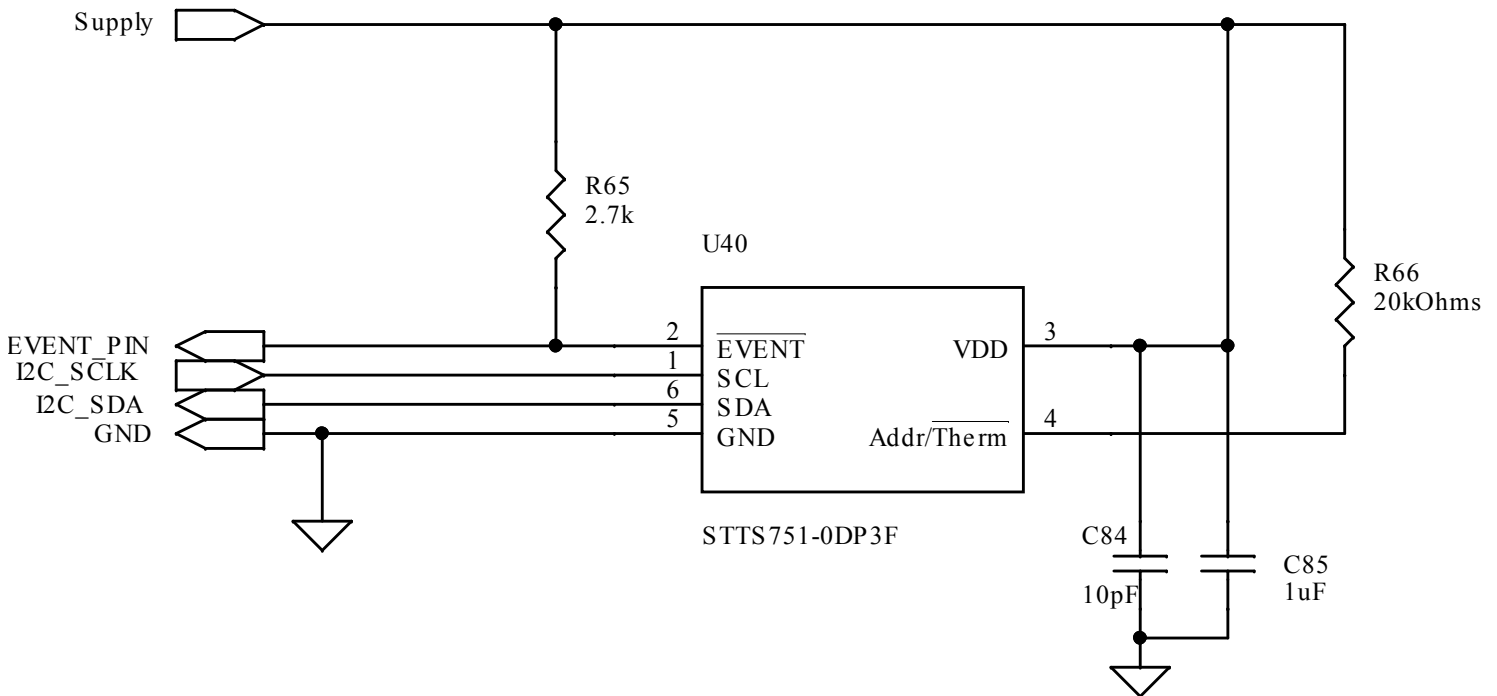 Supply
R65
2.7k
U40
R66
20kOhms
EVENT_PIN
2
EVENT
VDD
3
I2C_SCLK
1
SCL
I2C_SDA
6
SDA
GND
5
GND
Addr/Therm
4
STTS751-0DP3F
C84
10pF
C85
1uF